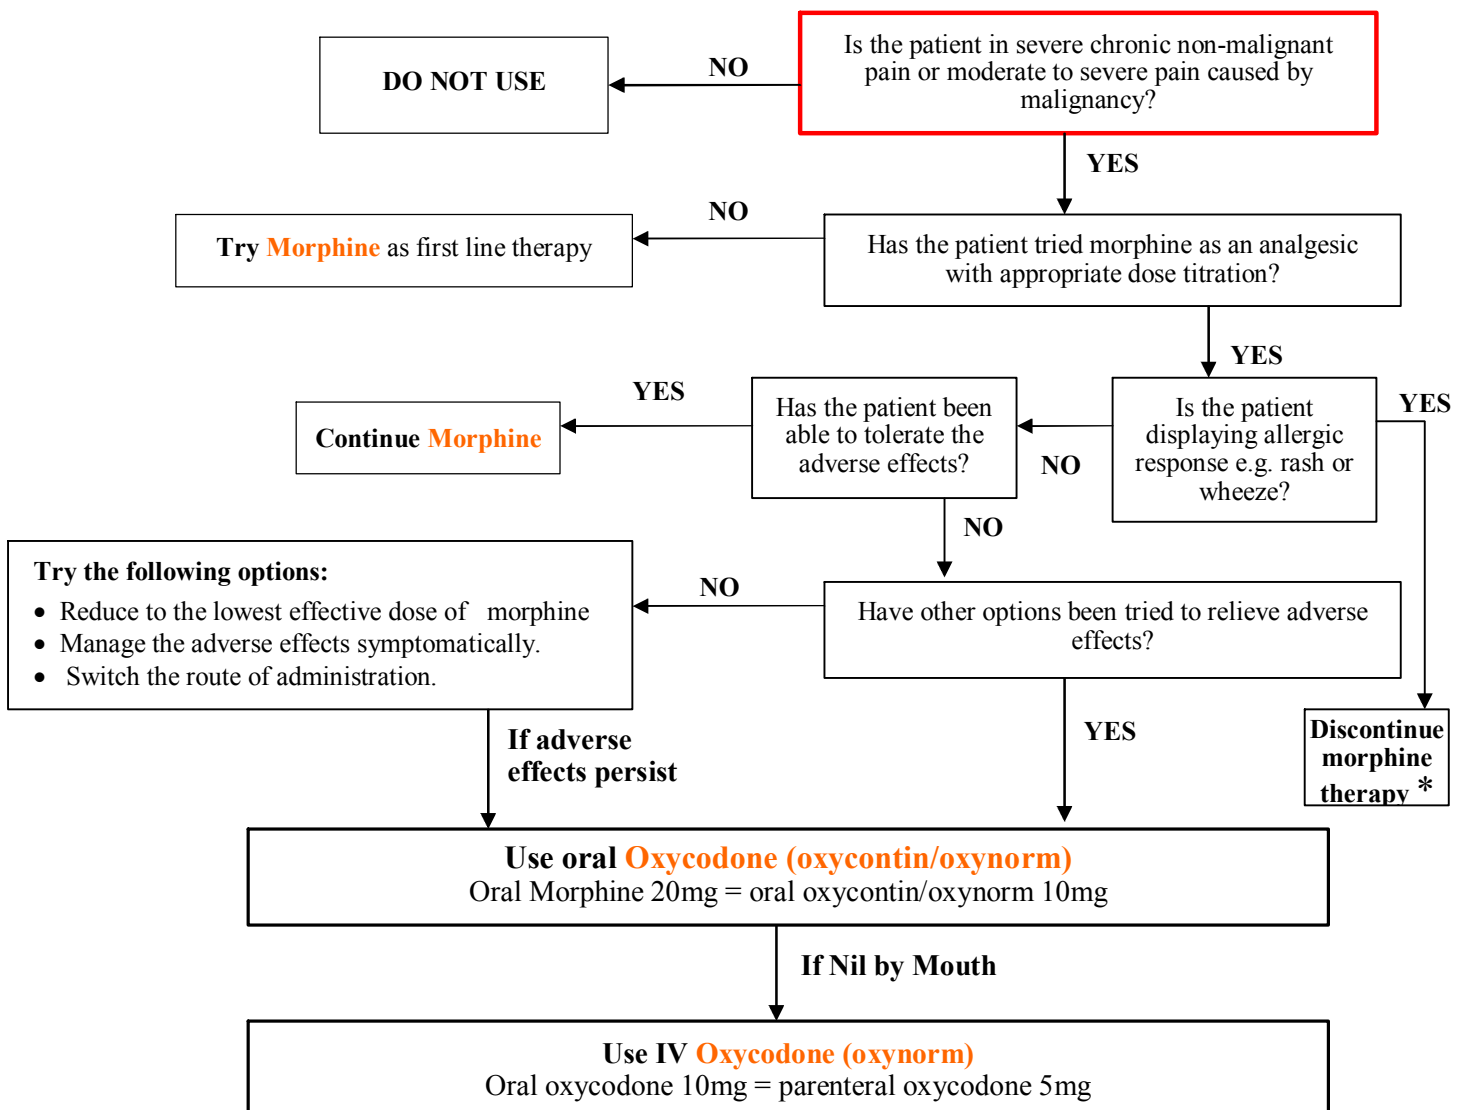 Is the patient in severe chronic non-malignant
pain or moderate to severe pain caused by
malignancy?
NO
DO NOT USE
YES
NO
Try Morphine as first line therapy
Has the patient tried morphine as an analgesic
with appropriate dose titration?
YES
YES
Continue Morphine
Has the patient been
able to tolerate the
adverse effects?
NO
Is the patient
displaying allergic
response e.g. rash or
wheeze?
YES
NO
Try the following options:
• Reduce to the lowest effective dose of morphine
• Manage the adverse effects symptomatically.
• Switch the route of administration.
NO
Have other options been tried to relieve adverse
effects?
If adverse
effects persist
YES
Discontinue
morphine
therapy *
Use oral Oxycodone (oxycontin/oxynorm)
Oral Morphine 20mg = oral oxycontin/oxynorm 10mg
If Nil by Mouth
Use IV Oxycodone (oxynorm)
Oral oxycodone 10mg = parenteral oxycodone 5mg